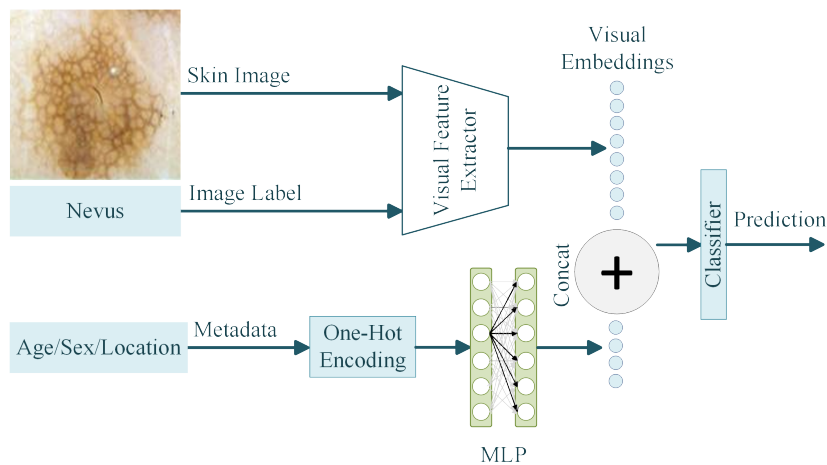 Visual
Embeddings
Skin Image
Visual Feature
Extractor
Image Label
Nevus
Prediction
Classifier
Concat
+
Metadata
Age/Sex/Location
One-Hot
Encoding
MLP